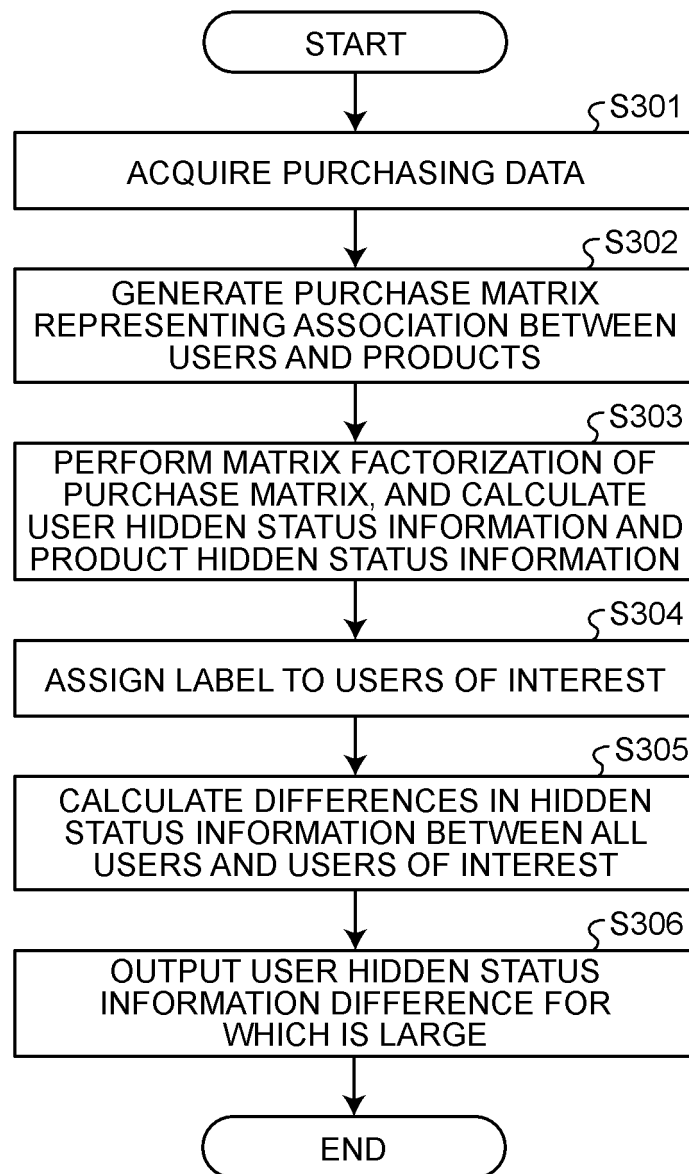 START
S301
ACQUIRE PURCHASING DATA
S302
GENERATE PURCHASE MATRIX
REPRESENTING ASSOCIATION BETWEEN
USERS AND PRODUCTS
S303
PERFORM MATRIX FACTORIZATION OF
PURCHASE MATRIX, AND CALCULATE
USER HIDDEN STATUS INFORMATION AND
PRODUCT HIDDEN STATUS INFORMATION
S304
ASSIGN LABEL TO USERS OF INTEREST
S305
CALCULATE DIFFERENCES IN HIDDEN
STATUS INFORMATION BETWEEN ALL
USERS AND USERS OF INTEREST
S306
OUTPUT USER HIDDEN STATUS
INFORMATION DIFFERENCE FOR
WHICH IS LARGE
END